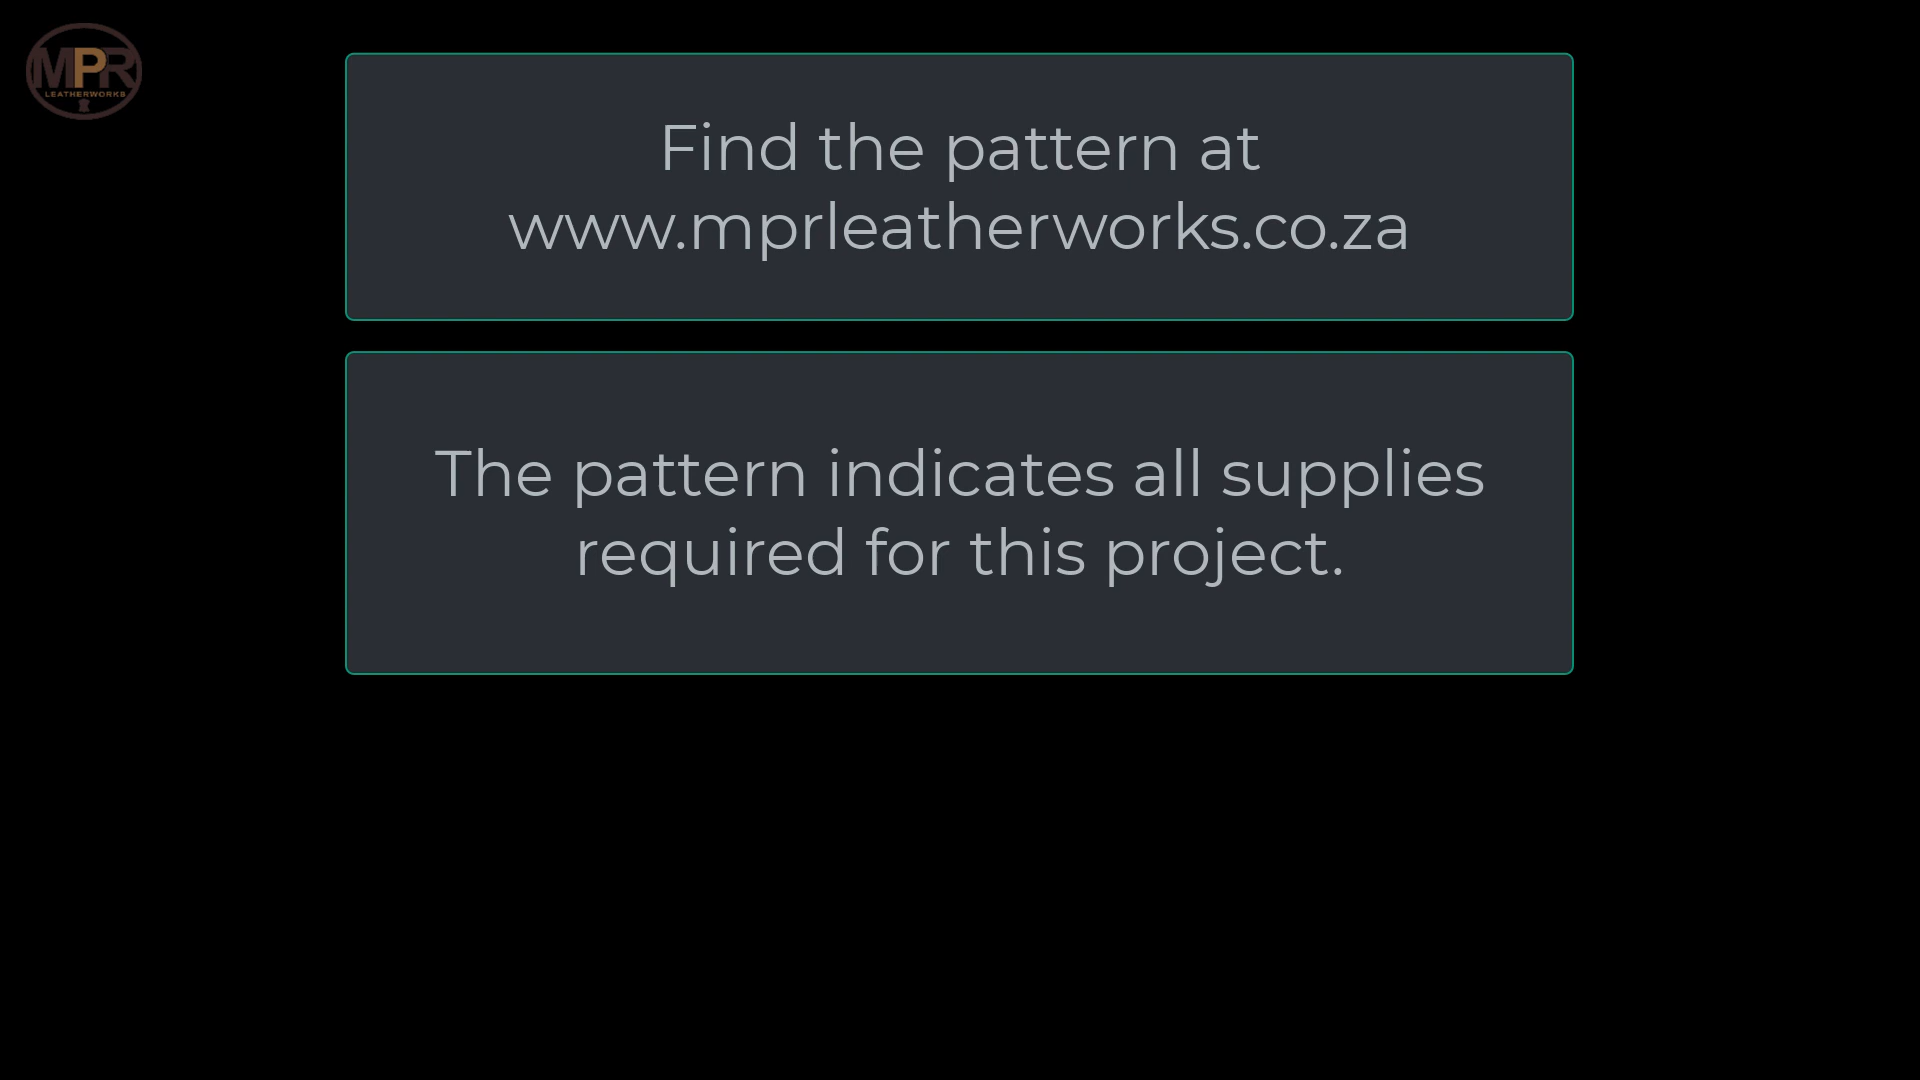 MPR
LEATHERWORKS
Find the pattern at
www.mprleatherworks.co.za
The pattern indicates all supplies
required for this project.